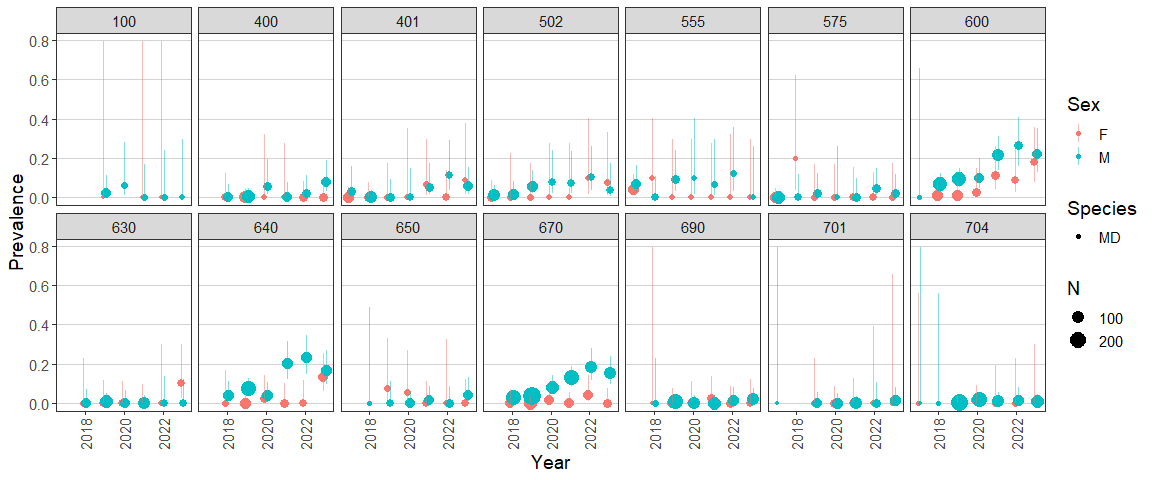 100 400 401 502 555 575 600
0.8
0.6
0.4
0.2
0.0
630 640 650 670 690 701 704
0.8
0.6
0.4
0.2
0.0
Prevalence
2018 2020 2022 2018 2020 2022 2018 2020 2022 2018 2020 2022 2018 2020 2022 2018 2020 2022 2018 2020 2022
Year
Sex
F
M
Species
MD
N
100
200